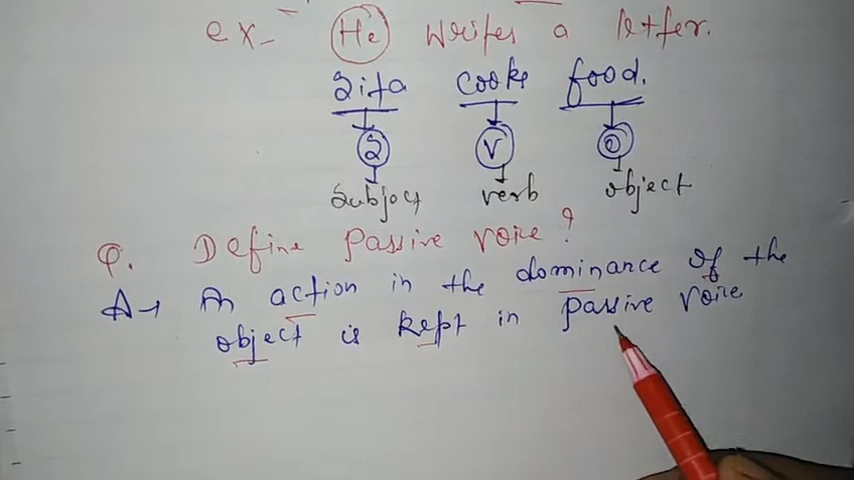 ex- He writes a letter.
Sita cooks food.
S V O
Subject verb object
Q. Define passive voice?
A→ An action in the dominance of the
object is kept in passive voice